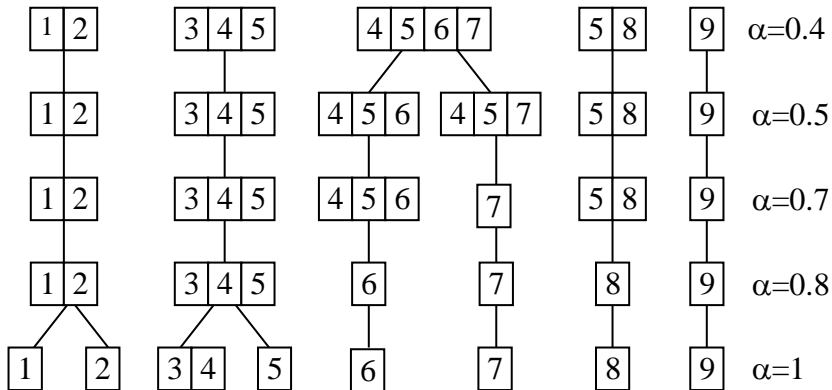 1 2 3 4 5 4 5 6 7 5 8 9 α=0.4
1 2 3 4 5 4 5 6 4 5 7 5 8 9 α=0.5
1 2 3 4 5 4 5 6 7 5 8 9 α=0.7
1 2 3 4 5 6 7 8 9 α=0.8
1 2 3 4 5 6 7 8 9 α=1